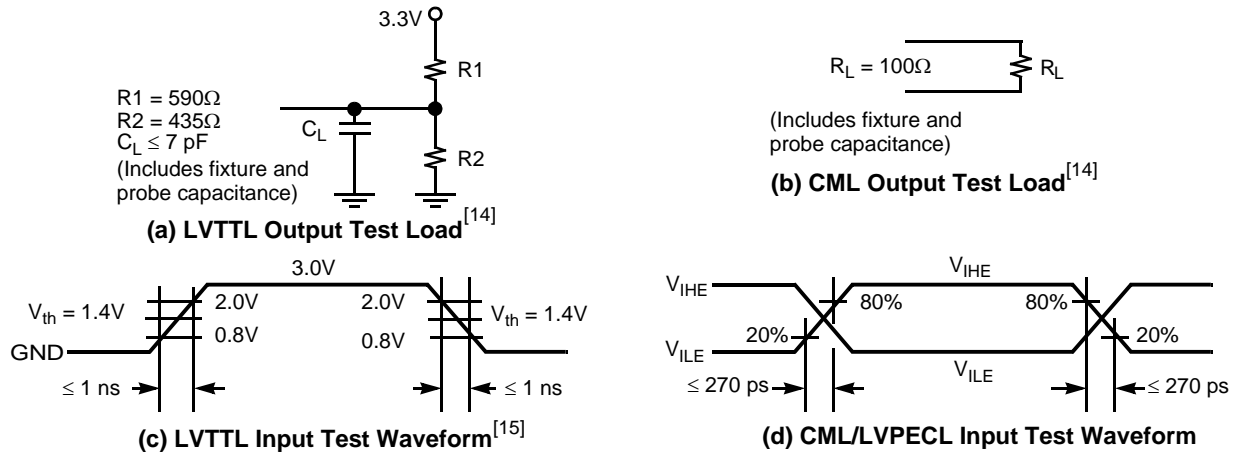 3.3V
R1
R1 = 590Ω
R2 = 435Ω
C_L ≤ 7 pF
(Includes fixture and
probe capacitance)
C_L
R2
(a) LVTTL Output Test Load[14]
R_L = 100Ω
R_L
(Includes fixture and
probe capacitance)
(b) CML Output Test Load[14]
3.0V
V_th = 1.4V
2.0V
0.8V
2.0V
0.8V
V_th = 1.4V
GND
≤ 1 ns
≤ 1 ns
(c) LVTTL Input Test Waveform[15]
V_IHE
V_IHE
80%
80%
20%
20%
V_ILE
V_ILE
≤ 270 ps
≤ 270 ps
(d) CML/LVPECL Input Test Waveform